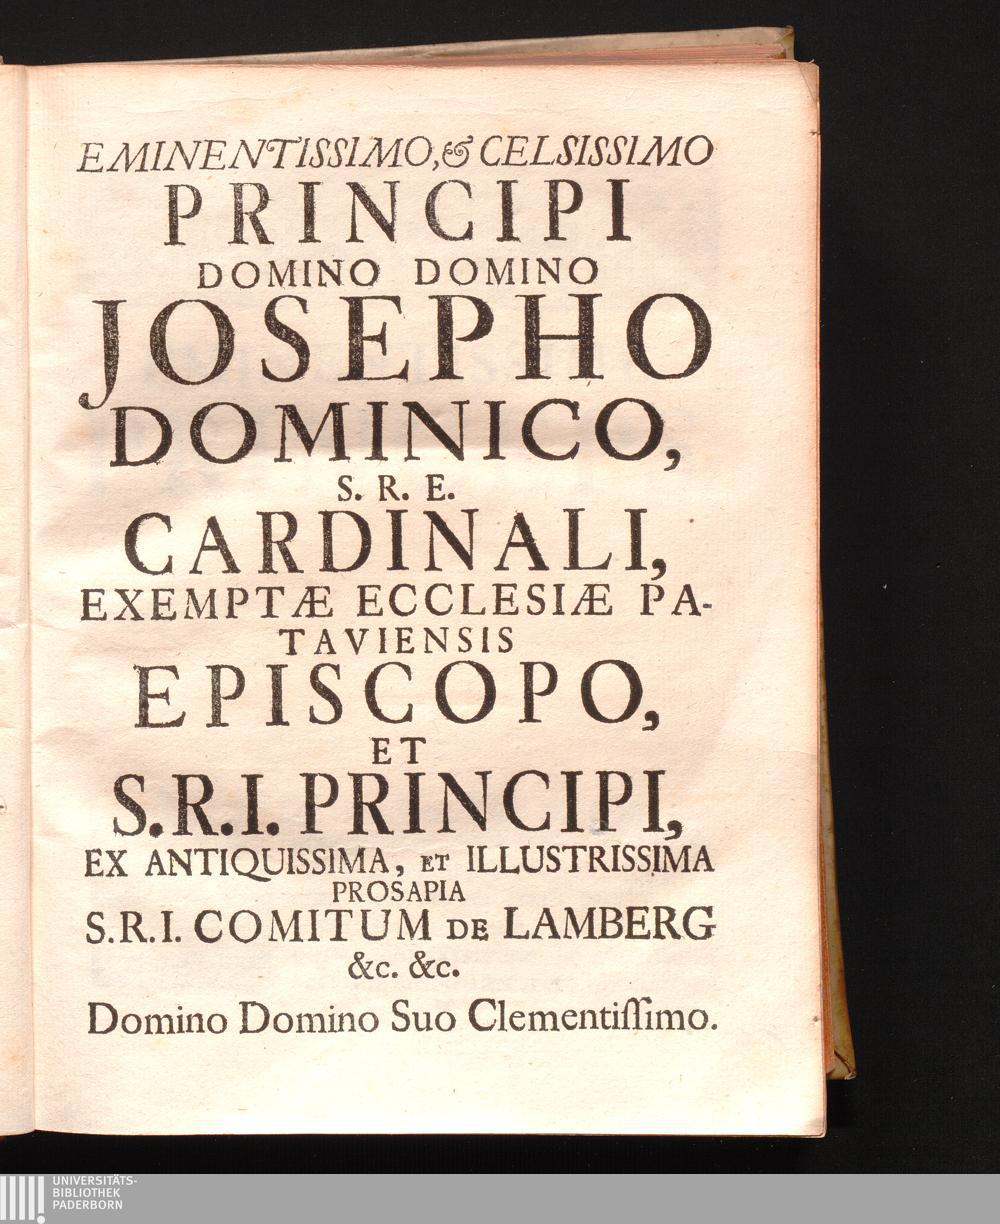 EMINENTISSIMO, & CELSISSIMO
PRINCIPI
DOMINO DOMINO
JOSEPHO
DOMINICO,
S. R. E.
CARDINALI,
EXEMPTÆ ECCLESIÆ PA-
TAVIENSIS
EPISCOPO,
ET
S.R.I. PRINCIPI,
EX ANTIQUISSIMA, ET ILLUSTRISSIMA
PROSAPIA
S.R.I. COMITUM DE LAMBERG
&c. &c.
Domino Domino Suo Clementiſſimo.
UNIVERSITÄTS-
BIBLIOTHEK
PADERBORN